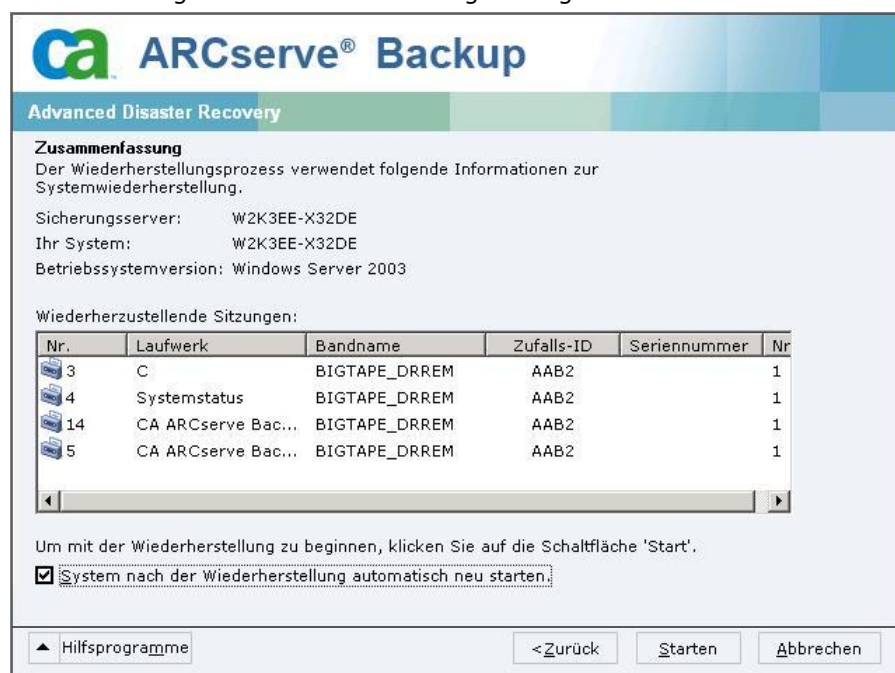 ca ARCserve® Backup
Advanced Disaster Recovery
Zusammenfassung
Der Wiederherstellungsprozess verwendet folgende Informationen zur
Systemwiederherstellung.
Sicherungsserver: W2K3EE-X32DE
Ihr System: W2K3EE-X32DE
Betriebssystemversion: Windows Server 2003
Wiederherzustellende Sitzungen:
Nr. Laufwerk Bandname Zufalls-ID Seriennummer Nr
3 C BIGTAPE_DRREM AAB2 1
4 Systemstatus BIGTAPE_DRREM AAB2 1
14 CA ARCserve Bac... BIGTAPE_DRREM AAB2 1
5 CA ARCserve Bac... BIGTAPE_DRREM AAB2 1
Um mit der Wiederherstellung zu beginnen, klicken Sie auf die Schaltfläche 'Start'.
System nach der Wiederherstellung automatisch neu starten.
Hilfsprogramme <Zurück Starten Abbrechen